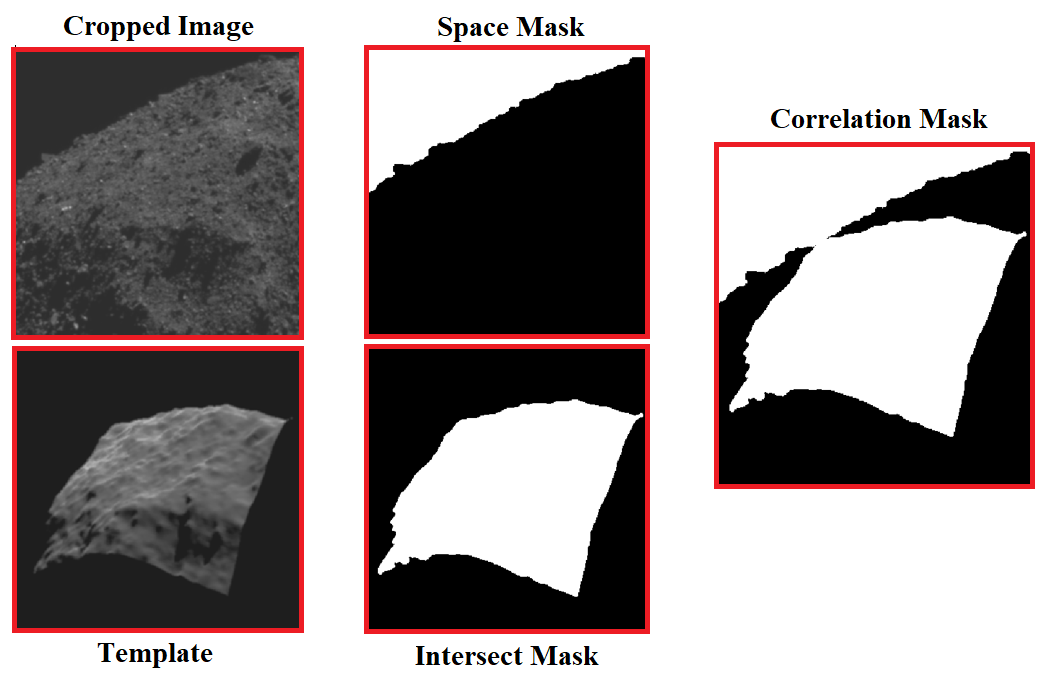 Cropped Image
Space Mask
Correlation Mask
Template
Intersect Mask